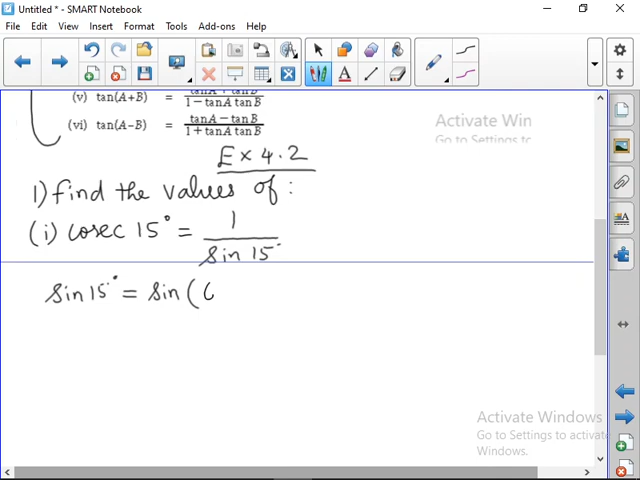 Untitled * - SMART Notebook
File Edit View Insert Format Tools Add-ons Help
(v) tan(A+B) = tanA + tanB / 1 − tanA tanB
(vi) tan(A−B) = tanA − tanB / 1 + tanA tanB
Activate Win
Go to Settings to
Ex 4.2
1) find the values of :
(i) cosec 15° = 1 / sin 15°
sin 15° = sin (
Activate Windows
Go to Settings to activate
Windows.